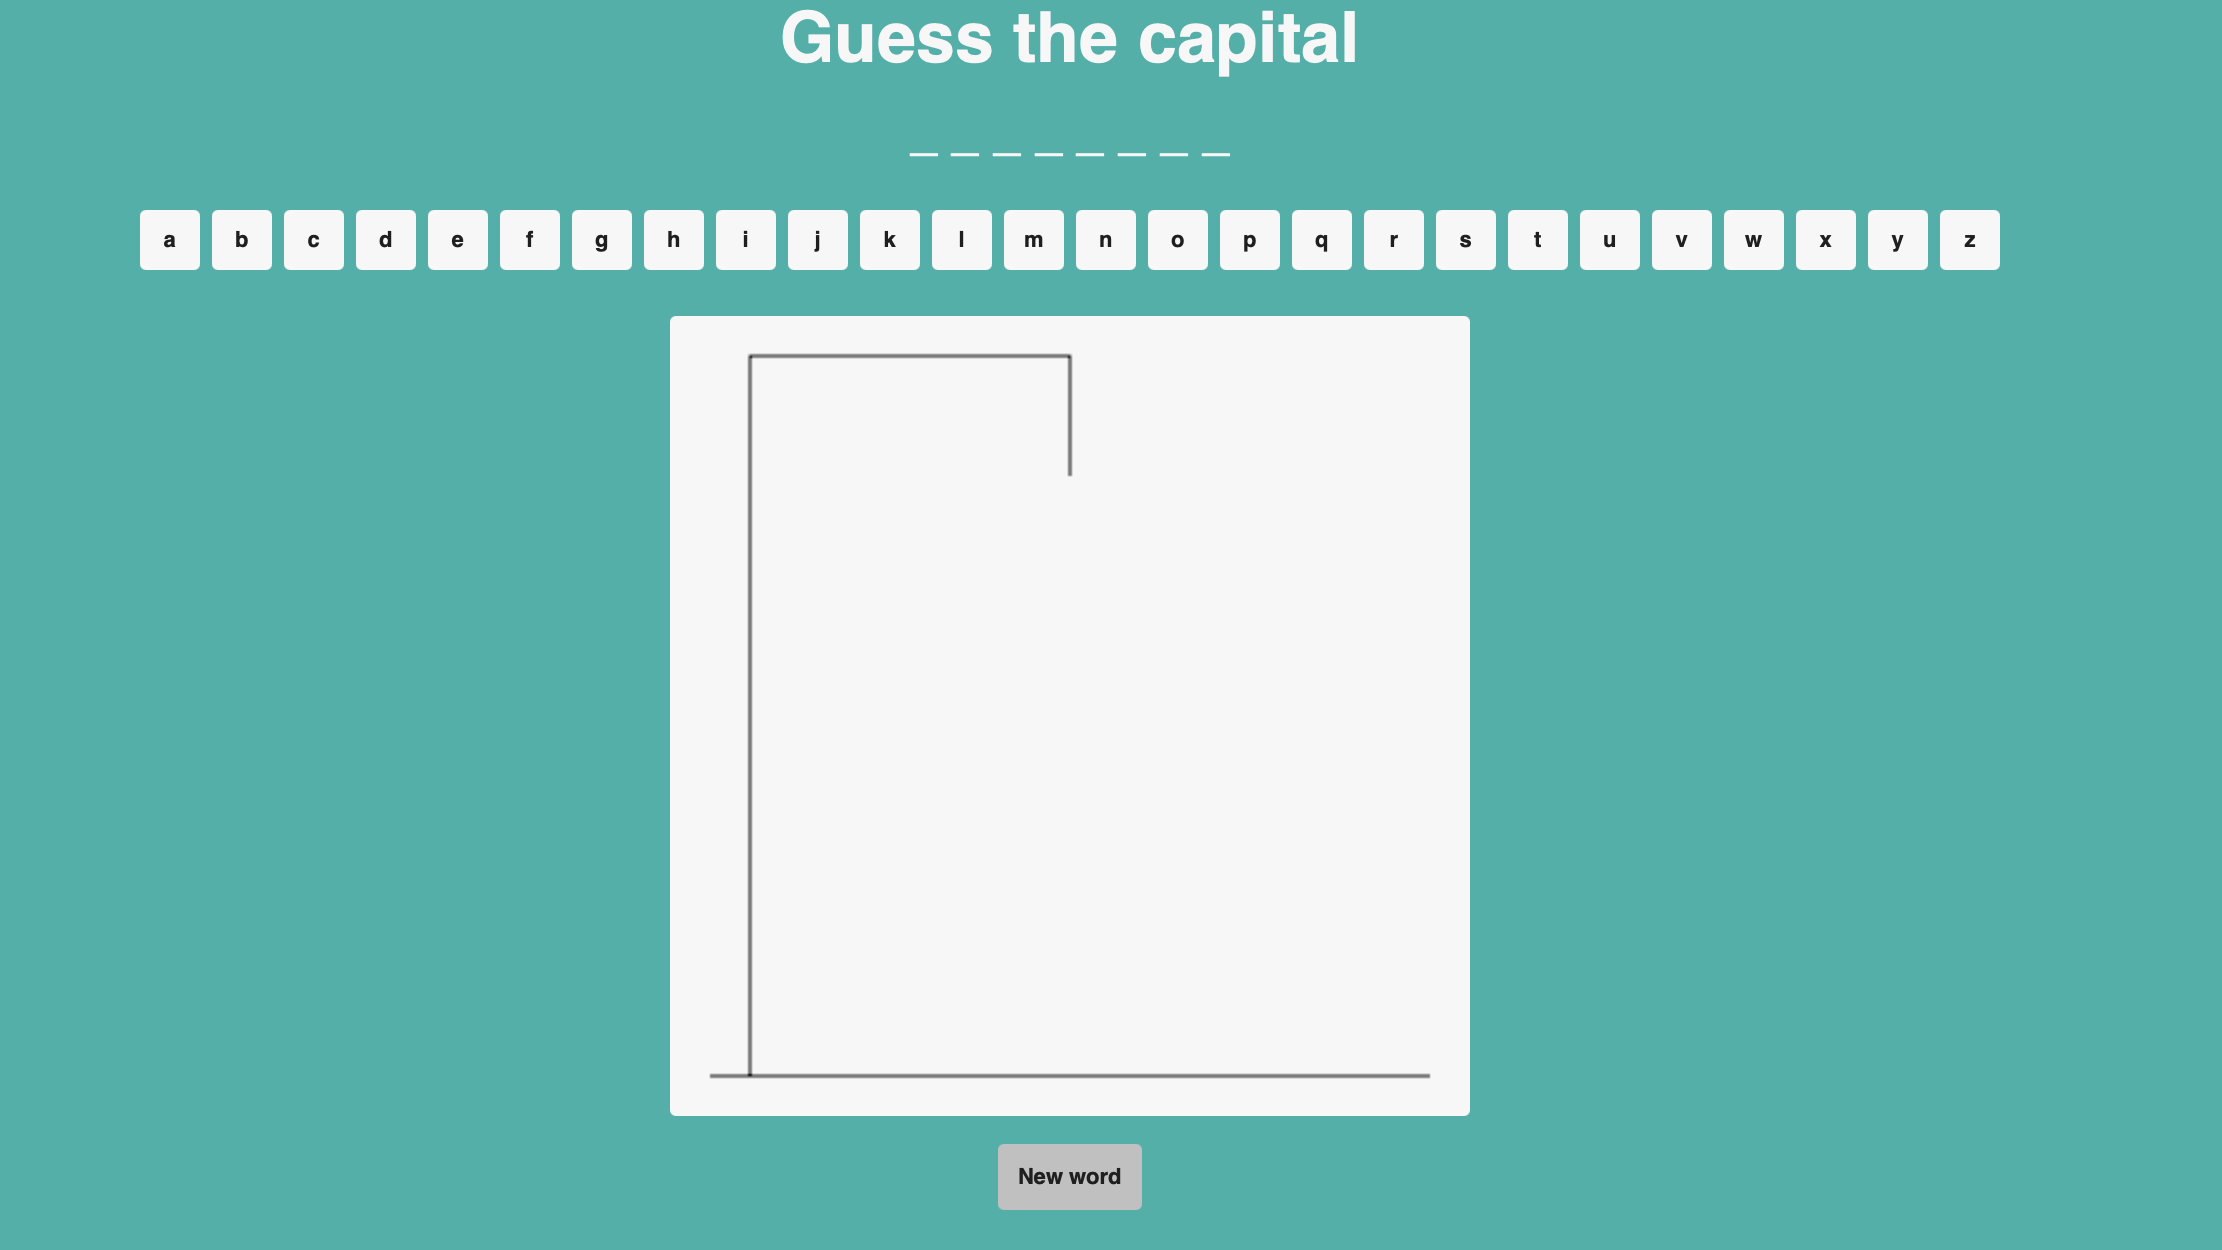 Guess the capital
_ _ _ _ _ _ _ _
a b c d e f g h i j k l m n o p q r s t u v w x y z
New word